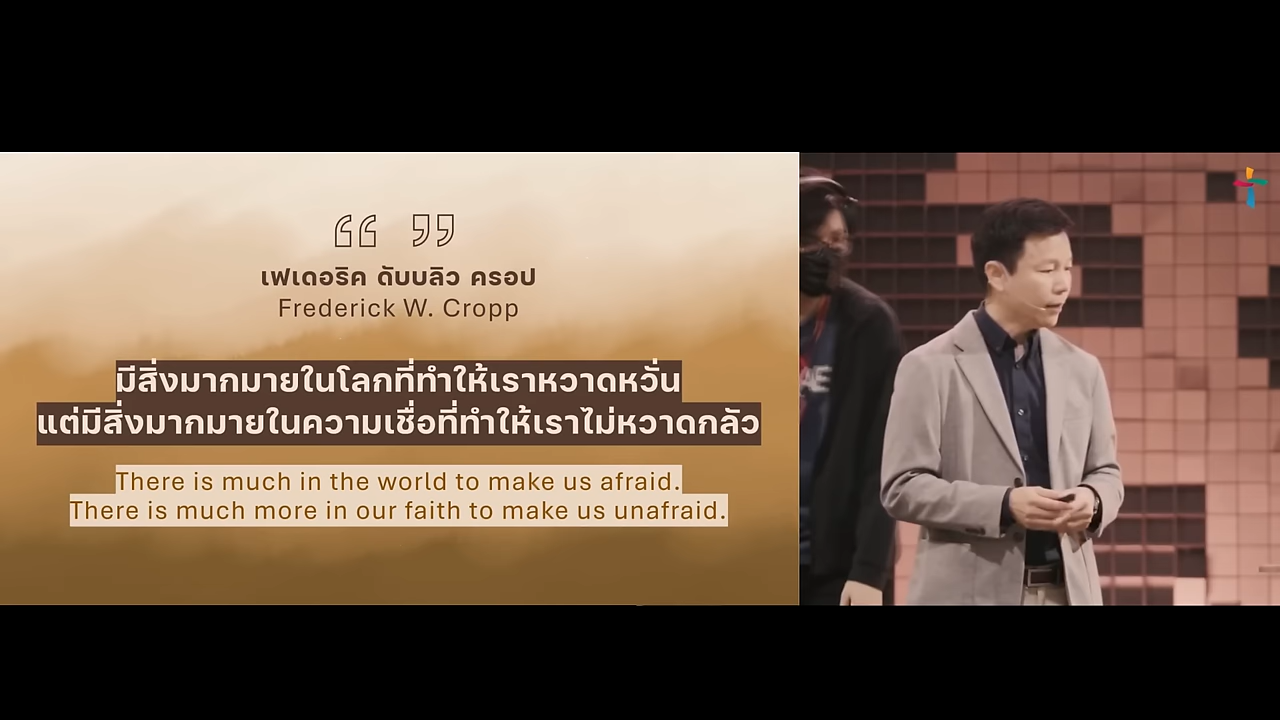 เฟเดอริค ดับบลิว ครอป
Frederick W. Cropp
มีสิ่งมากมายในโลกที่ทำให้เราหวาดหวั่น
แต่มีสิ่งมากมายในความเชื่อที่ทำให้เราไม่หวาดกลัว
There is much in the world to make us afraid.
There is much more in our faith to make us unafraid.